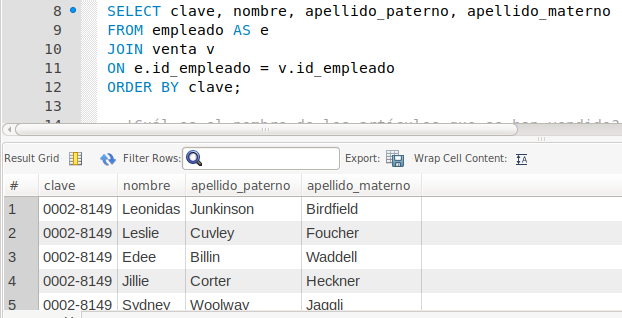 8 SELECT clave, nombre, apellido_paterno, apellido_materno
9 FROM empleado AS e
10 JOIN venta v
11 ON e.id_empleado = v.id_empleado
12 ORDER BY clave;
13
Result Grid Filter Rows: Export: Wrap Cell Content:
# clave nombre apellido_paterno apellido_materno
1 0002-8149 Leonidas Junkinson Birdfield
2 0002-8149 Leslie Cuvley Foucher
3 0002-8149 Edee Billin Waddell
4 0002-8149 Jillie Corter Heckner
5 0002-8149 Sydney Woolway Jaggli